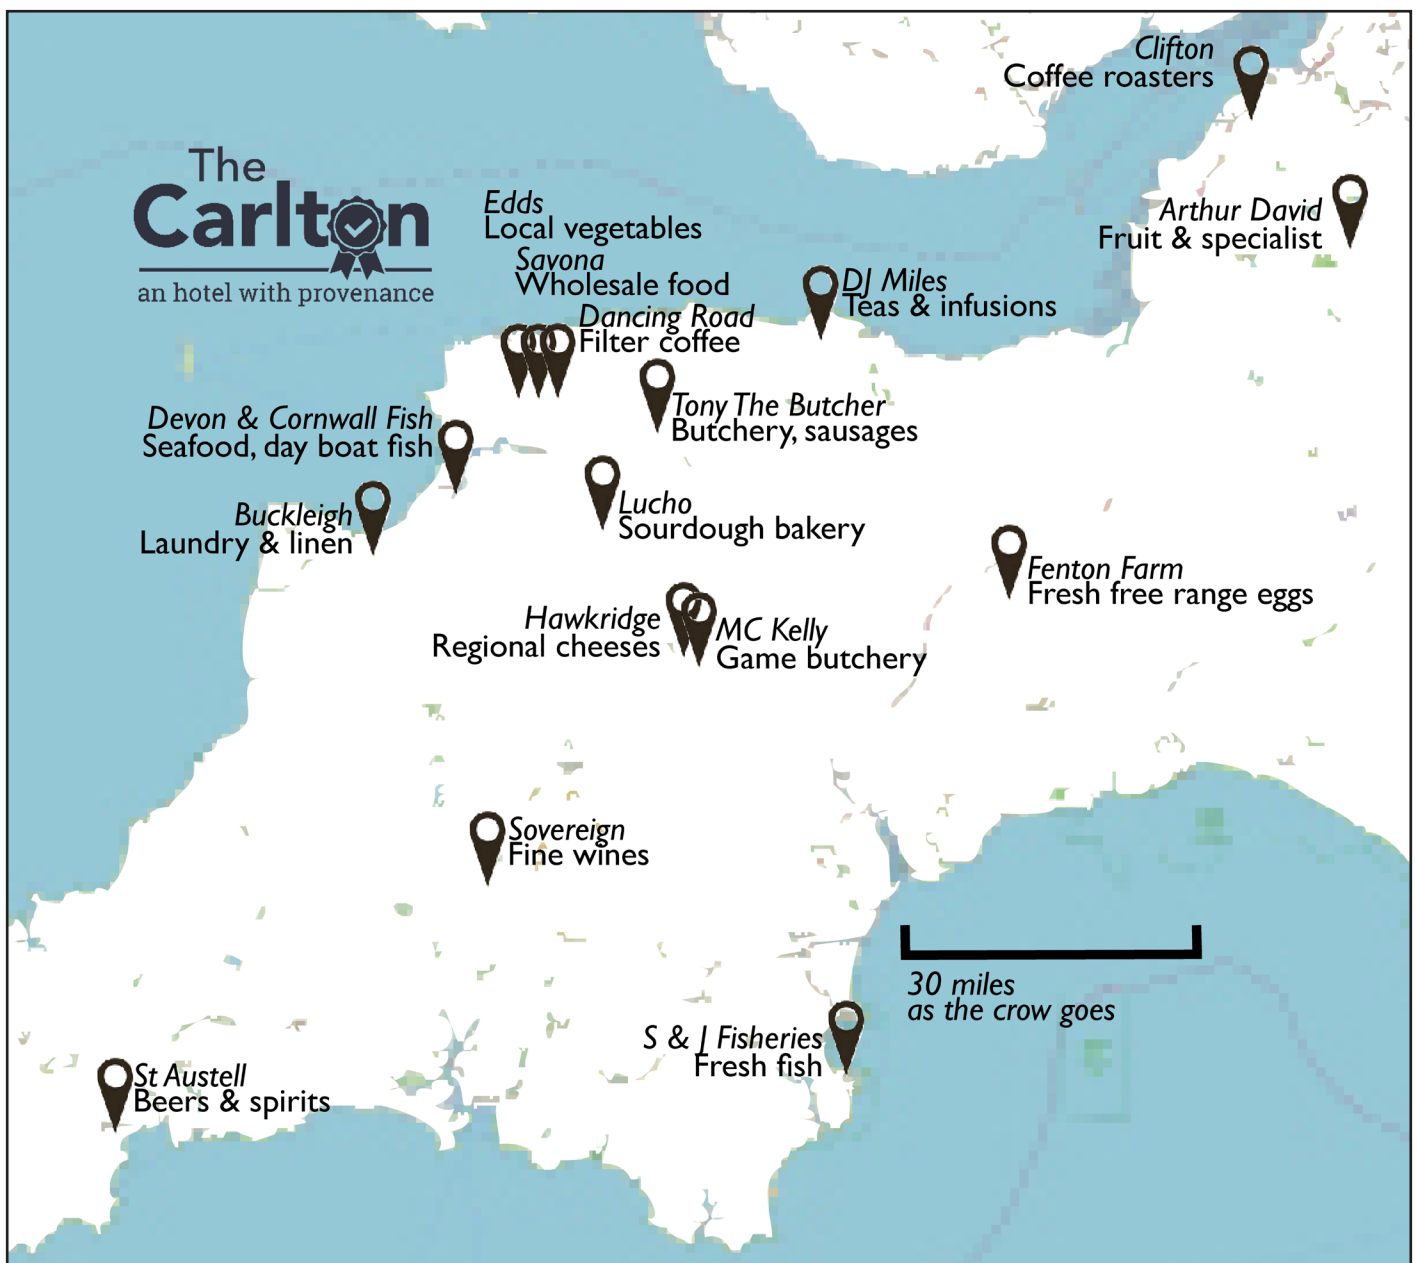 The
Carlton
an hotel with provenance
Clifton
Coffee roasters
Arthur David
Fruit & specialist
Edds
Local vegetables
Savona
Wholesale food
Dancing Road
Filter coffee
DJ Miles
Teas & infusions
Tony The Butcher
Butchery, sausages
Devon & Cornwall Fish
Seafood, day boat fish
Buckleigh
Laundry & linen
Lucho
Sourdough bakery
Fenton Farm
Fresh free range eggs
Hawkridge
Regional cheeses
MC Kelly
Game butchery
Sovereign
Fine wines
30 miles
as the crow goes
S & J Fisheries
Fresh fish
St Austell
Beers & spirits